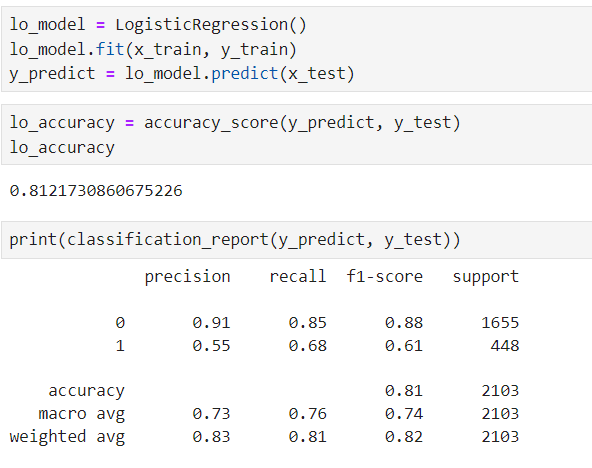 lo_model = LogisticRegression()
lo_model.fit(x_train, y_train)
y_predict = lo_model.predict(x_test)
lo_accuracy = accuracy_score(y_predict, y_test)
lo_accuracy
0.8121730860675226
print(classification_report(y_predict, y_test))
precision recall f1-score support
0 0.91 0.85 0.88 1655
1 0.55 0.68 0.61 448
accuracy 0.81 2103
macro avg 0.73 0.76 0.74 2103
weighted avg 0.83 0.81 0.82 2103